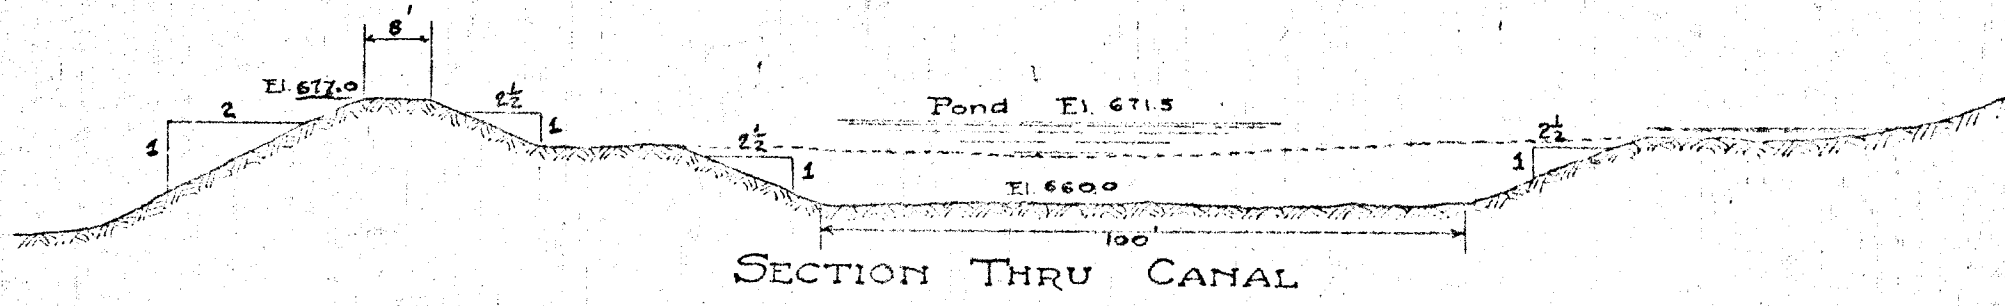 8'
El. 677.0
2
1
2½
1
2½
1
Pond El. 671.5
El. 660.0
2½
1
100'
SECTION THRU CANAL